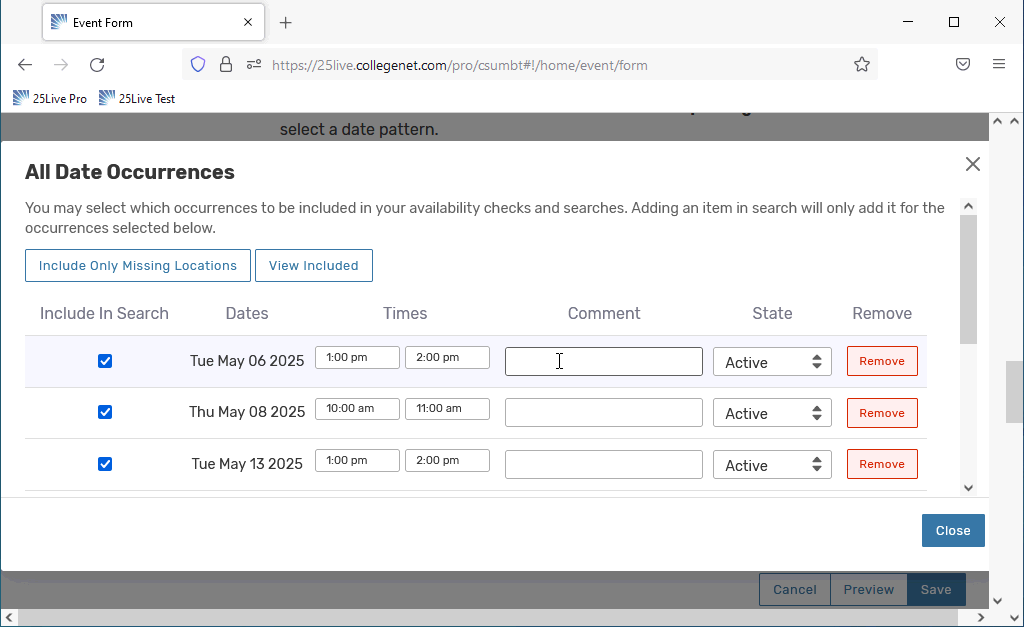 Event Form
https://25live.collegenet.com/pro/csumbt#!/home/event/form
25Live Pro 25Live Test
select a date pattern.
All Date Occurrences
You may select which occurrences to be included in your availability checks and searches. Adding an item in search will only add it for the
occurrences selected below.
Include Only Missing Locations View Included
Include In Search Dates Times Comment State Remove
Tue May 06 2025 1:00 pm 2:00 pm Active Remove
Thu May 08 2025 10:00 am 11:00 am Active Remove
Tue May 13 2025 1:00 pm 2:00 pm Active Remove
Close
Cancel Preview Save